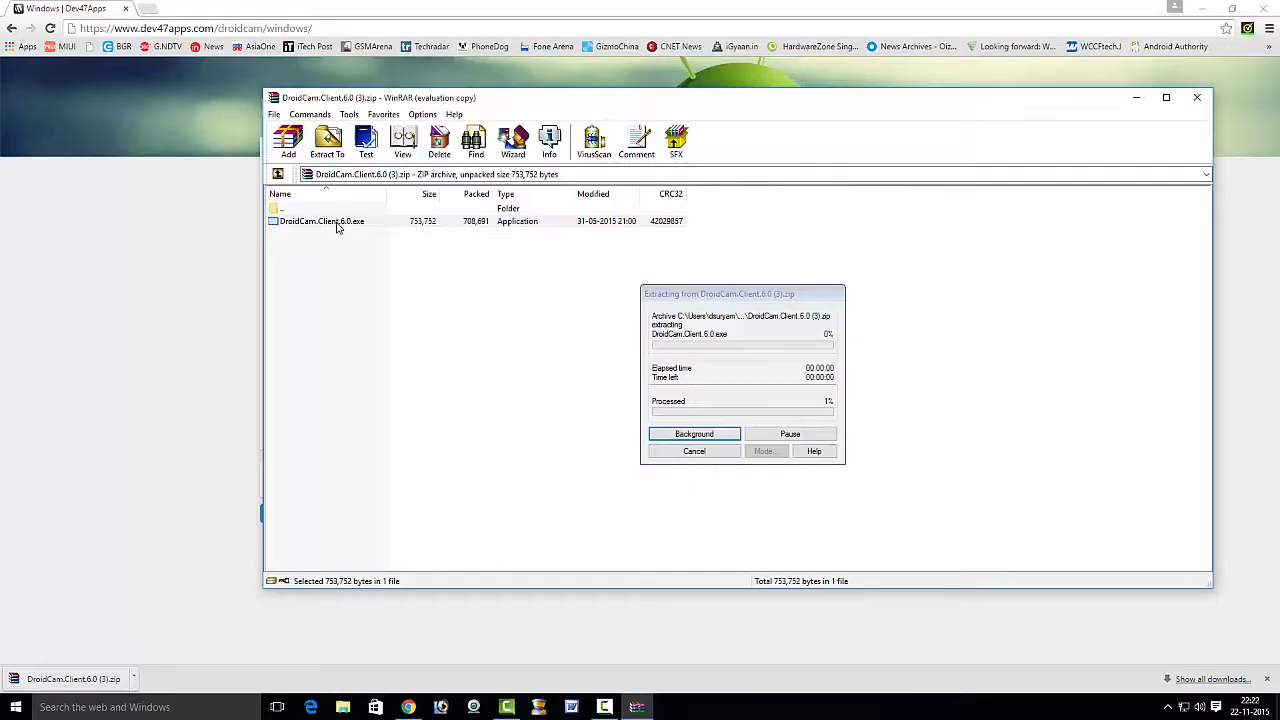 Windows | Dev47Apps
https://www.dev47apps.com/droidcam/windows/
Apps MIUI BGR G:NDTV News AsiaOne iTech Post GSMArena Techradar PhoneDog Fone Arena GizmoChina CNET News iGyaan.in HardwareZone Sing... News Archives - Oiz... Looking forward: W... WCCFtechJ Android Authority »
DroidCam.Client.6.0 (3).zip - WinRAR (evaluation copy)
File Commands Tools Favorites Options Help
Add Extract To Test View Delete Find Wizard Info VirusScan Comment SFX
DroidCam.Client.6.0 (3).zip - ZIP archive, unpacked size 753,752 bytes
Name Size Packed Type Modified CRC32
.. Folder
DroidCam.Client.6.0.exe 753,752 708,691 Application 31-05-2015 21:00 42029857
Extracting from DroidCam.Client.6.0 (3).zip
Archive C:\Users\dsuryam\...\DroidCam.Client.6.0 (3).zip
extracting
DroidCam.Client.6.0.exe 0%
Elapsed time 00:00:00
Time left 00:00:00
Processed 1%
Background Pause
Cancel Mode... Help
Selected 753,752 bytes in 1 file Total 753,752 bytes in 1 file
DroidCam.Client.6.0 (3).zip Show all downloads...
Search the web and Windows
22:22
22-11-2015